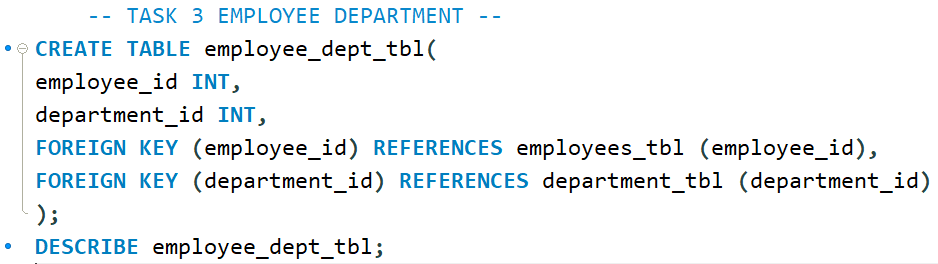 -- TASK 3 EMPLOYEE DEPARTMENT --
CREATE TABLE employee_dept_tbl(
employee_id INT,
department_id INT,
FOREIGN KEY (employee_id) REFERENCES employees_tbl (employee_id),
FOREIGN KEY (department_id) REFERENCES department_tbl (department_id)
);
DESCRIBE employee_dept_tbl;